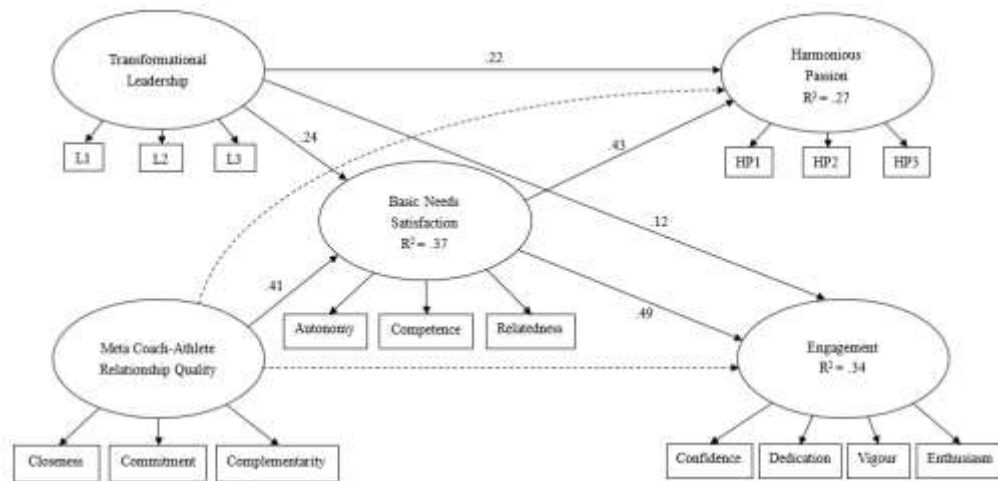 Transformational
Leadership
.22
Harmonious
Passion
R² = .27
L1
L2
L3
.24
HP1
HP2
HP3
.43
Basic Needs
Satisfaction
R² = .37
.12
.41
Autonomy
Competence
Relatedness
.49
Meta Coach-Athlete
Relationship Quality
Engagement
R² = .34
Closeness
Commitment
Complementarity
Confidence
Dedication
Vigour
Enthusiasm